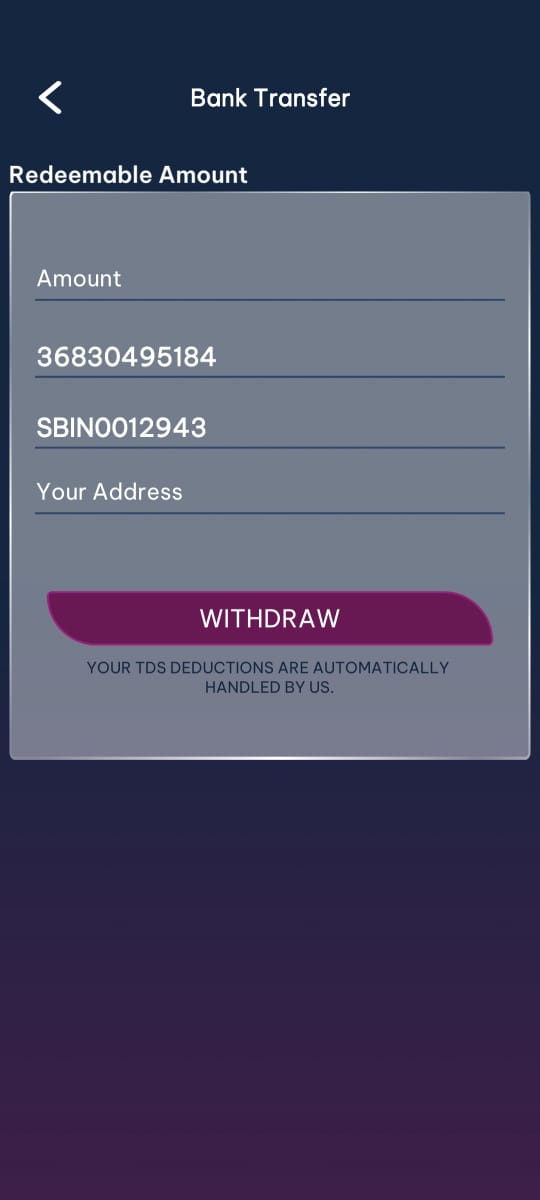 Bank Transfer
Redeemable Amount
Amount
36830495184
SBIN0012943
Your Address
WITHDRAW
YOUR TDS DEDUCTIONS ARE AUTOMATICALLY
HANDLED BY US.